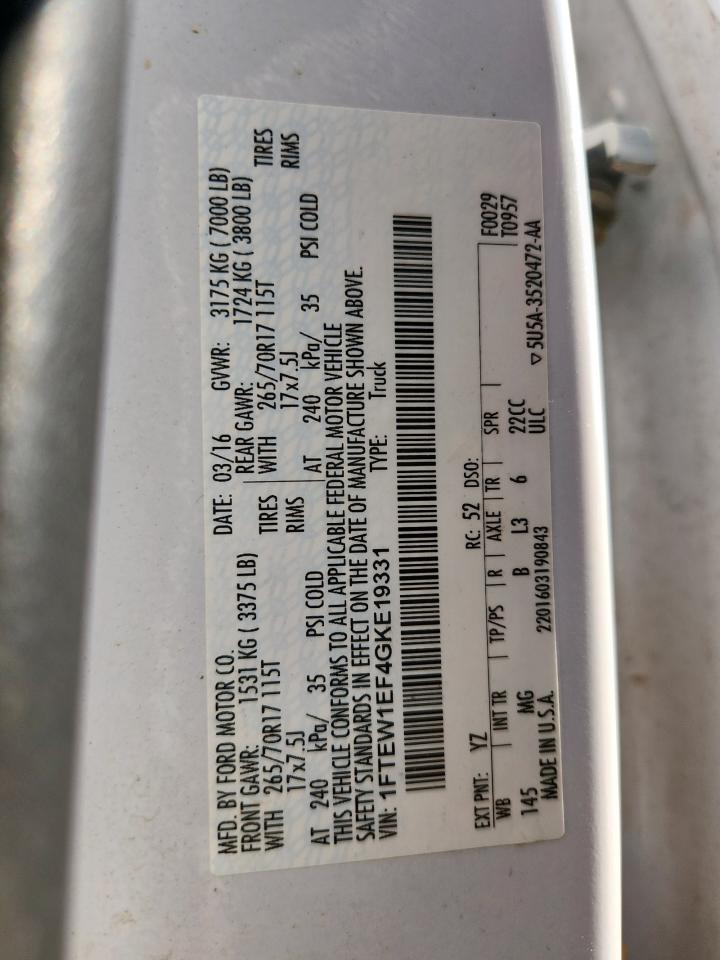 MFD. BY FORD MOTOR CO. DATE: 03/16 GVWR: 3175 KG ( 7000 LB)
FRONT GAWR: 1531 KG ( 3375 LB) REAR GAWR: 1724 KG ( 3800 LB)
WITH 265/70R17 115T TIRES WITH 265/70R17 115T TIRES
17x7.5J RIMS 17x7.5J RIMS
AT 240 kPa/ 35 PSI COLD AT 240 kPa/ 35 PSI COLD
THIS VEHICLE CONFORMS TO ALL APPLICABLE FEDERAL MOTOR VEHICLE
SAFETY STANDARDS IN EFFECT ON THE DATE OF MANUFACTURE SHOWN ABOVE.
VIN: 1FTEW1EF4GKE19331 TYPE: Truck
EXT PNT: YZ RC: 52 DSO: F0029
WB INT TR TP/PS R AXLE TR SPR T0957
145 MG B L3 6 22CC
MADE IN U.S.A. 2201603190843 ULC ▽5U5A-3520472-AA